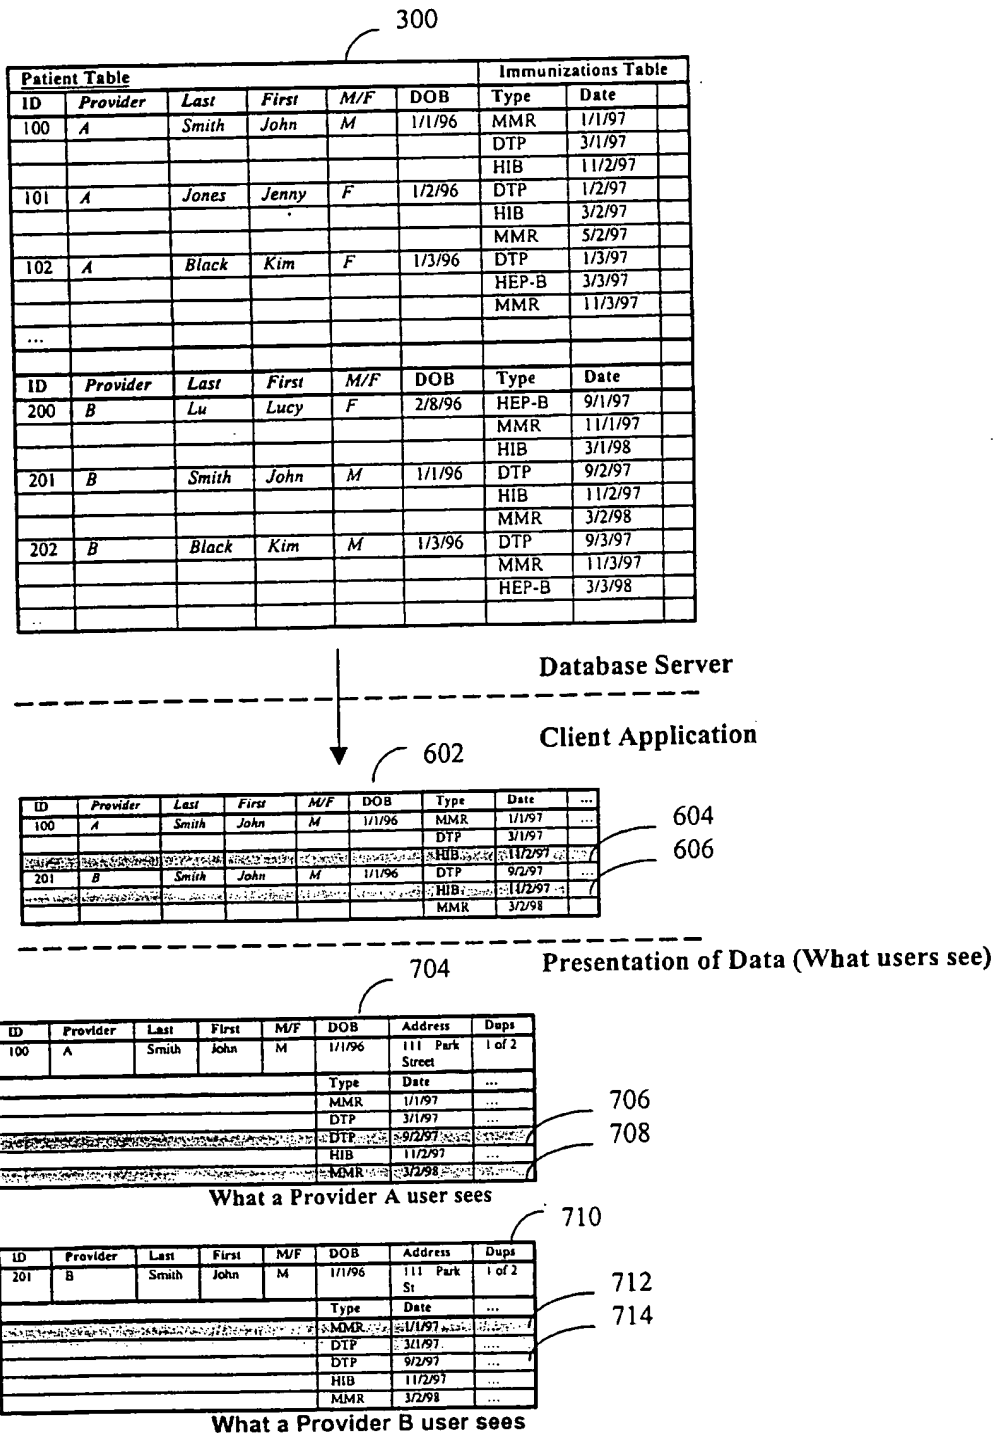 300
Patient Table Immunizations Table
ID Provider Last First M/F DOB Type Date
100 A Smith John M 1/1/96 MMR 1/1/97
DTP 3/1/97
HIB 11/2/97
101 A Jones Jenny F 1/2/96 DTP 1/2/97
HIB 3/2/97
MMR 5/2/97
102 A Black Kim F 1/3/96 DTP 1/3/97
HEP-B 3/3/97
MMR 11/3/97
...
ID Provider Last First M/F DOB Type Date
200 B Lu Lucy F 2/8/96 HEP-B 9/1/97
MMR 11/1/97
HIB 3/1/98
201 B Smith John M 1/1/96 DTP 9/2/97
HIB 11/2/97
MMR 3/2/98
202 B Black Kim M 1/3/96 DTP 9/3/97
MMR 11/3/97
HEP-B 3/3/98
...
Database Server
Client Application
602
ID Provider Last First M/F DOB Type Date ...
100 A Smith John M 1/1/96 MMR 1/1/97 ...
DTP 3/1/97
HIB 11/2/97
604
201 B Smith John M 1/1/96 DTP 9/2/97 ...
606
HIB 11/2/97
MMR 3/2/98
Presentation of Data (What users see)
704
ID Provider Last First M/F DOB Address Dups
100 A Smith John M 1/1/96 111 Park Street 1 of 2
Type Date ...
MMR 1/1/97 ...
DTP 3/1/97 ...
706
DTP 9/2/97 ...
HIB 11/2/97 ...
708
MMR 3/2/98 ...
What a Provider A user sees
710
ID Provider Last First M/F DOB Address Dups
201 B Smith John M 1/1/96 111 Park St 1 of 2
Type Date ...
712
MMR 1/1/97 ...
714
DTP 3/1/97 ...
DTP 9/2/97 ...
HIB 11/2/97 ...
MMR 3/2/98 ...
What a Provider B user sees